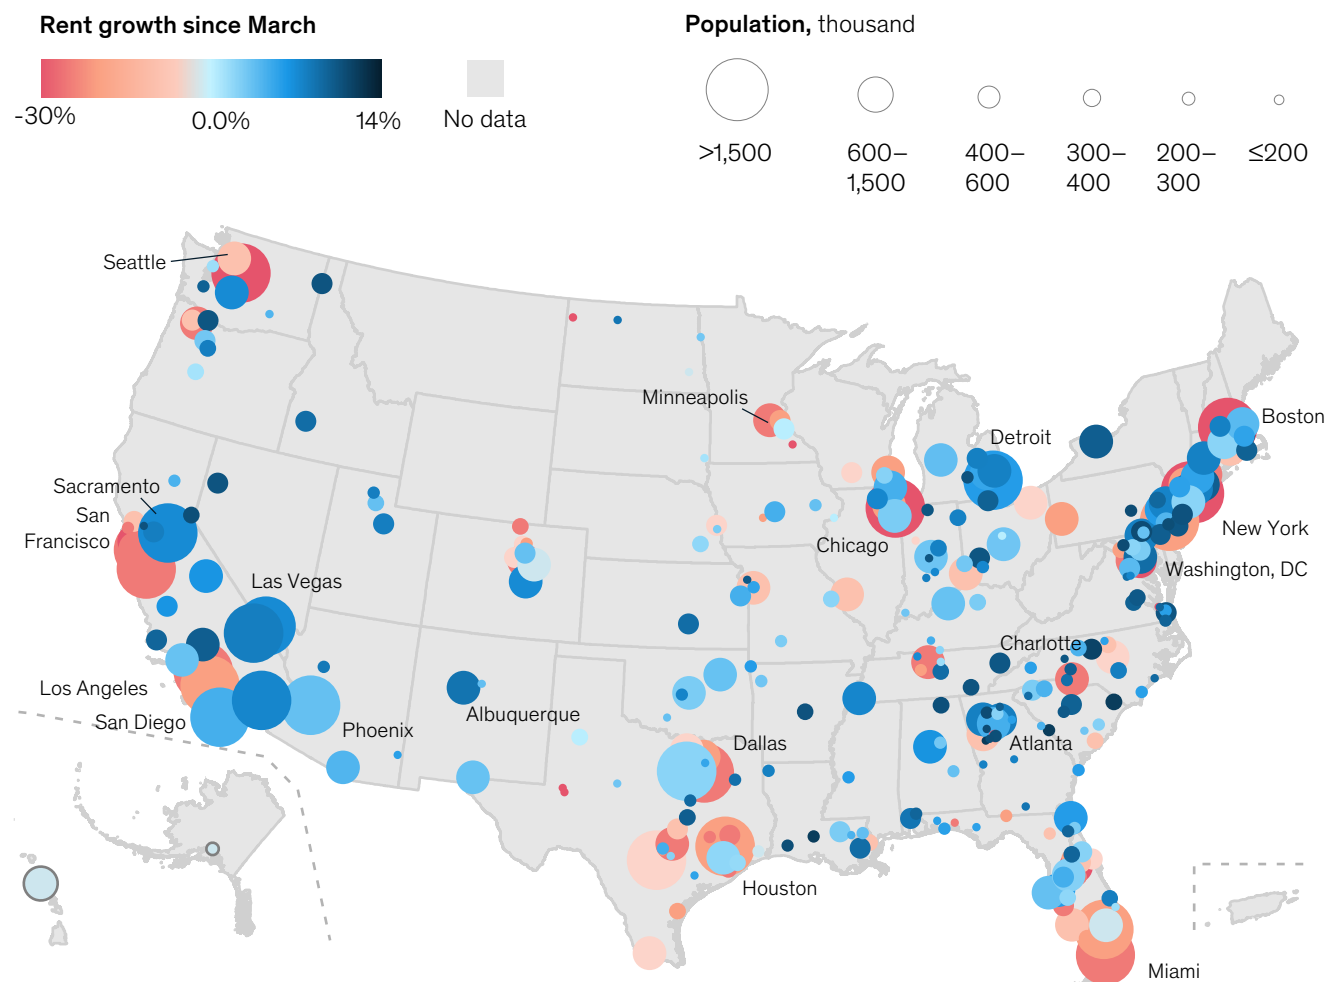 Rent growth since March
-30%
0.0%
14%
No data
Population, thousand
>1,500
600–
1,500
400–
600
300–
400
200–
300
≤200
Seattle
Minneapolis
Boston
Detroit
Sacramento
San
Francisco
New York
Chicago
Washington, DC
Las Vegas
Charlotte
Los Angeles
San Diego
Albuquerque
Phoenix
Dallas
Atlanta
Houston
Miami